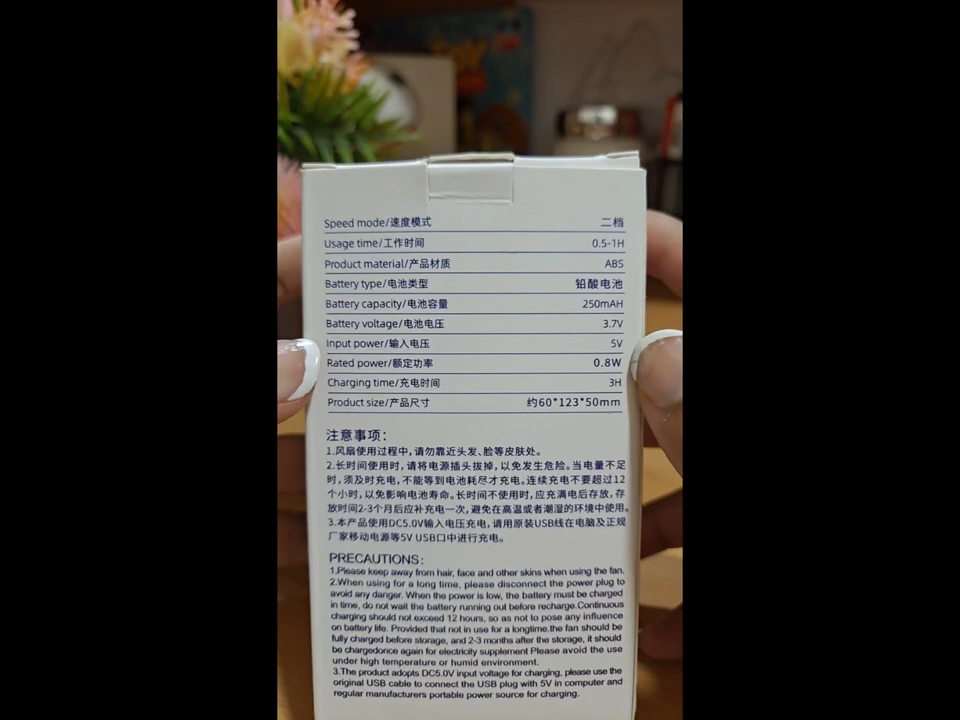 Speed mode/速度模式 二档
Usage time/工作时间 0.5-1H
Product material/产品材质 ABS
Battery type/电池类型 铅酸电池
Battery capacity/电池容量 250mAH
Battery voltage/电池电压 3.7V
Input power/输入电压 5V
Rated power/额定功率 0.8W
Charging time/充电时间 3H
Product size/产品尺寸 约60*123*50mm
注意事项：
1.风扇使用过程中，请勿靠近头发、脸等皮肤处。
2.长时间使用时，请将电源插头拔掉，以免发生危险。当电量不足
时，须及时充电，不能等到电池耗尽才充电。连续充电不要超过12
个小时，以免影响电池寿命。长时间不使用时，应充满电后存放，存
放时间2-3个月后应补充电一次，避免在高温或者潮湿的环境中使用。
3.本产品使用DC5.0V输入电压充电，请用原装USB线在电脑及正规
厂家移动电源等5V USB口中进行充电。
PRECAUTIONS:
1.Please keep away from hair, face and other skins when using the fan.
2.When using for a long time, please disconnect the power plug to
avoid any danger. When the power is low, the battery must be charged
in time, do not wait the battery running out before recharge.Continuous
charging should not exceed 12 hours, so as not to pose any influence
on battery life. Provided that not in use for a longtime.the fan should be
fully charged before storage, and 2-3 months after the storage, it should
be chargedonce again for electricity supplement Please avoid the use
under high temperature or humid environment.
3.The product adopts DC5.0V input voltage for charging, please use the
original USB cable to connect the USB plug with 5V in computer and
regular manufacturers portable power source for charging.